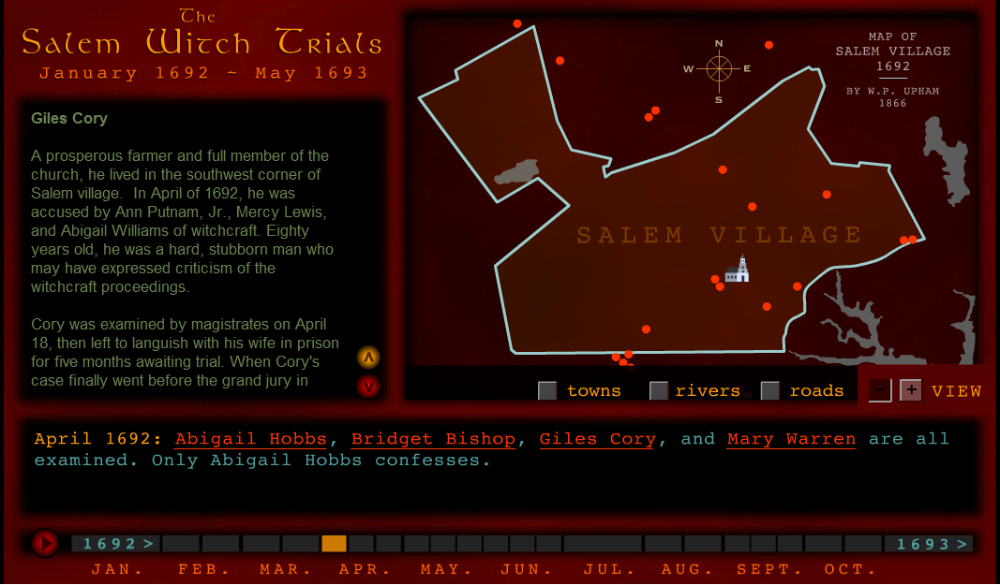 The
Salem Witch Trials
January 1692 ~ May 1693
Giles Cory
A prosperous farmer and full member of the
church, he lived in the southwest corner of
Salem village.  In April of 1692, he was
accused by Ann Putnam, Jr., Mercy Lewis,
and Abigail Williams of witchcraft. Eighty
years old, he was a hard, stubborn man who
may have expressed criticism of the
witchcraft proceedings.
Cory was examined by magistrates on April
18, then left to languish with his wife in prison
for five months awaiting trial. When Cory's
case finally went before the grand jury in
N
W E
S
MAP OF
SALEM VILLAGE
1692
BY W.P. UPHAM
1866
SALEM VILLAGE
towns rivers roads - + VIEW
April 1692: Abigail Hobbs, Bridget Bishop, Giles Cory, and Mary Warren are all
examined. Only Abigail Hobbs confesses.
1692 > 1693 >
JAN. FEB. MAR. APR. MAY. JUN. JUL. AUG. SEPT. OCT.